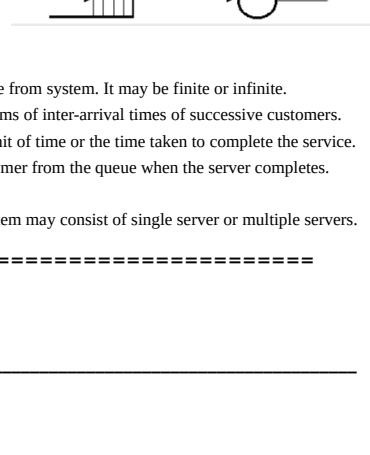 e from system. It may be finite or infinite.
ms of inter-arrival times of successive customers.
nit of time or the time taken to complete the service.
mer from the queue when the server completes.
tem may consist of single server or multiple servers.
======================